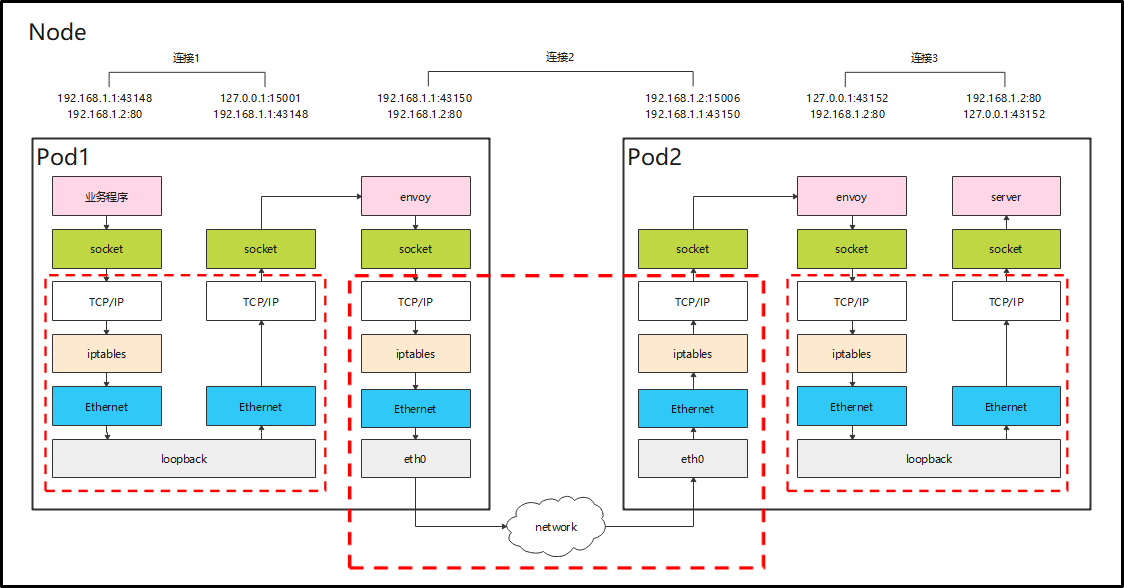 Node
连接1
连接2
连接3
192.168.1.1:43148
192.168.2.2:80
127.0.0.1:15001
192.168.1.1:43148
192.168.1.1:43150
192.168.1.2:80
192.168.1.2:15006
192.168.1.1:43150
127.0.0.1:43152
192.168.1.2:80
192.168.1.2:80
127.0.0.1:43152
Pod1
Pod2
业务程序
envoy
envoy
server
socket
socket
socket
socket
socket
socket
TCP/IP
TCP/IP
TCP/IP
TCP/IP
TCP/IP
TCP/IP
iptables
iptables
iptables
iptables
Ethernet
Ethernet
Ethernet
Ethernet
Ethernet
Ethernet
loopback
eth0
eth0
loopback
network